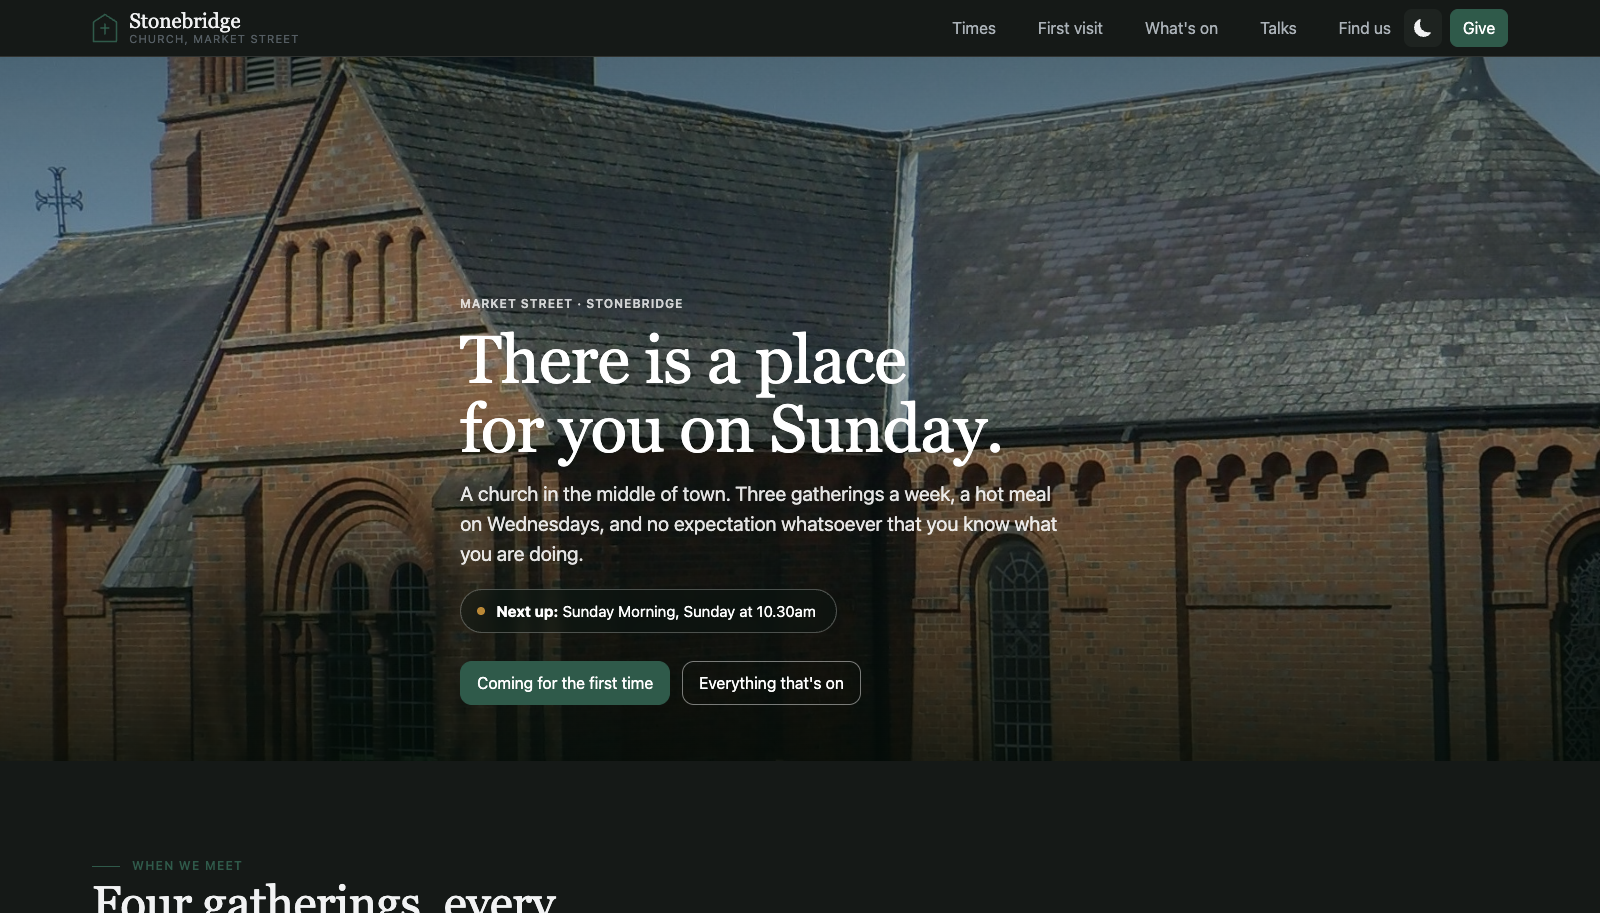 Stonebridge
CHURCH, MARKET STREET
Times
First visit
What's on
Talks
Find us
Give
MARKET STREET · STONEBRIDGE
There is a place
for you on Sunday.
A church in the middle of town. Three gatherings a week, a hot meal
on Wednesdays, and no expectation whatsoever that you know what
you are doing.
Next up: Sunday Morning, Sunday at 10.30am
Coming for the first time
Everything that's on
WHEN WE MEET
Four gatherings, every